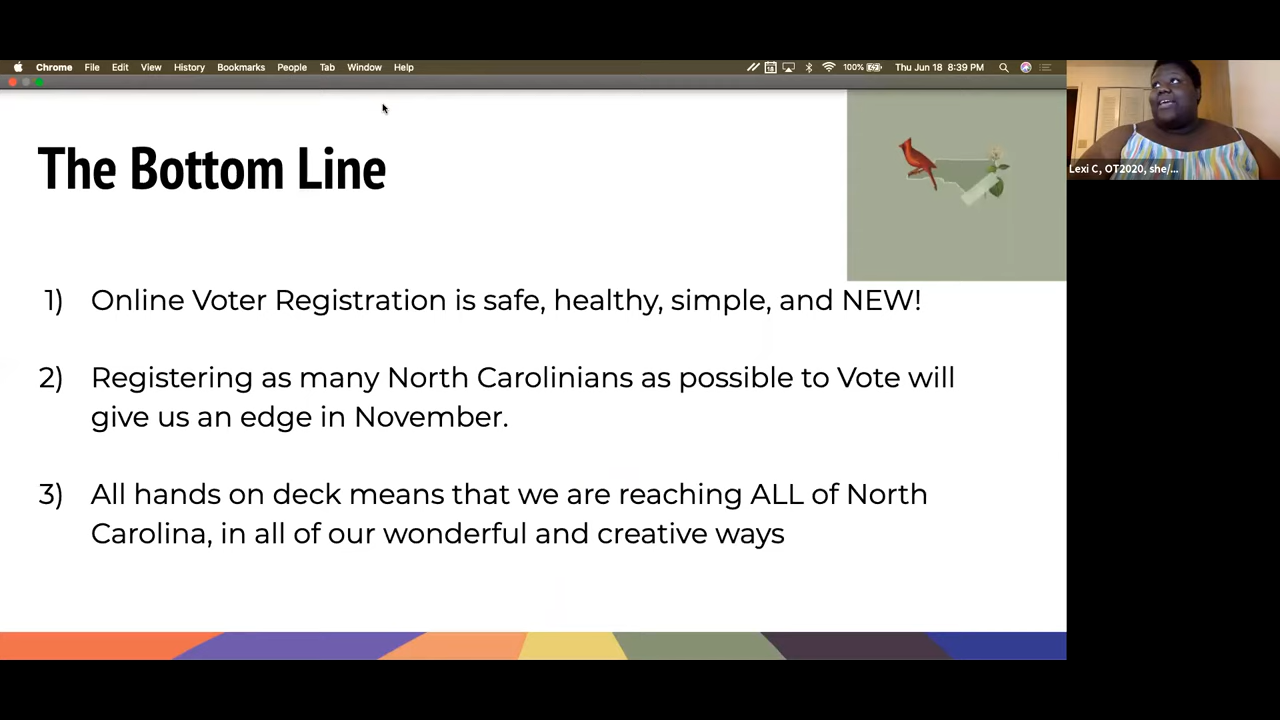 Chrome File Edit View History Bookmarks People Tab Window Help
18 100% Thu Jun 18 8:39 PM
The Bottom Line
Lexi C, OT2020, she/...
1) Online Voter Registration is safe, healthy, simple, and NEW!
2) Registering as many North Carolinians as possible to Vote will
give us an edge in November.
3) All hands on deck means that we are reaching ALL of North
Carolina, in all of our wonderful and creative ways